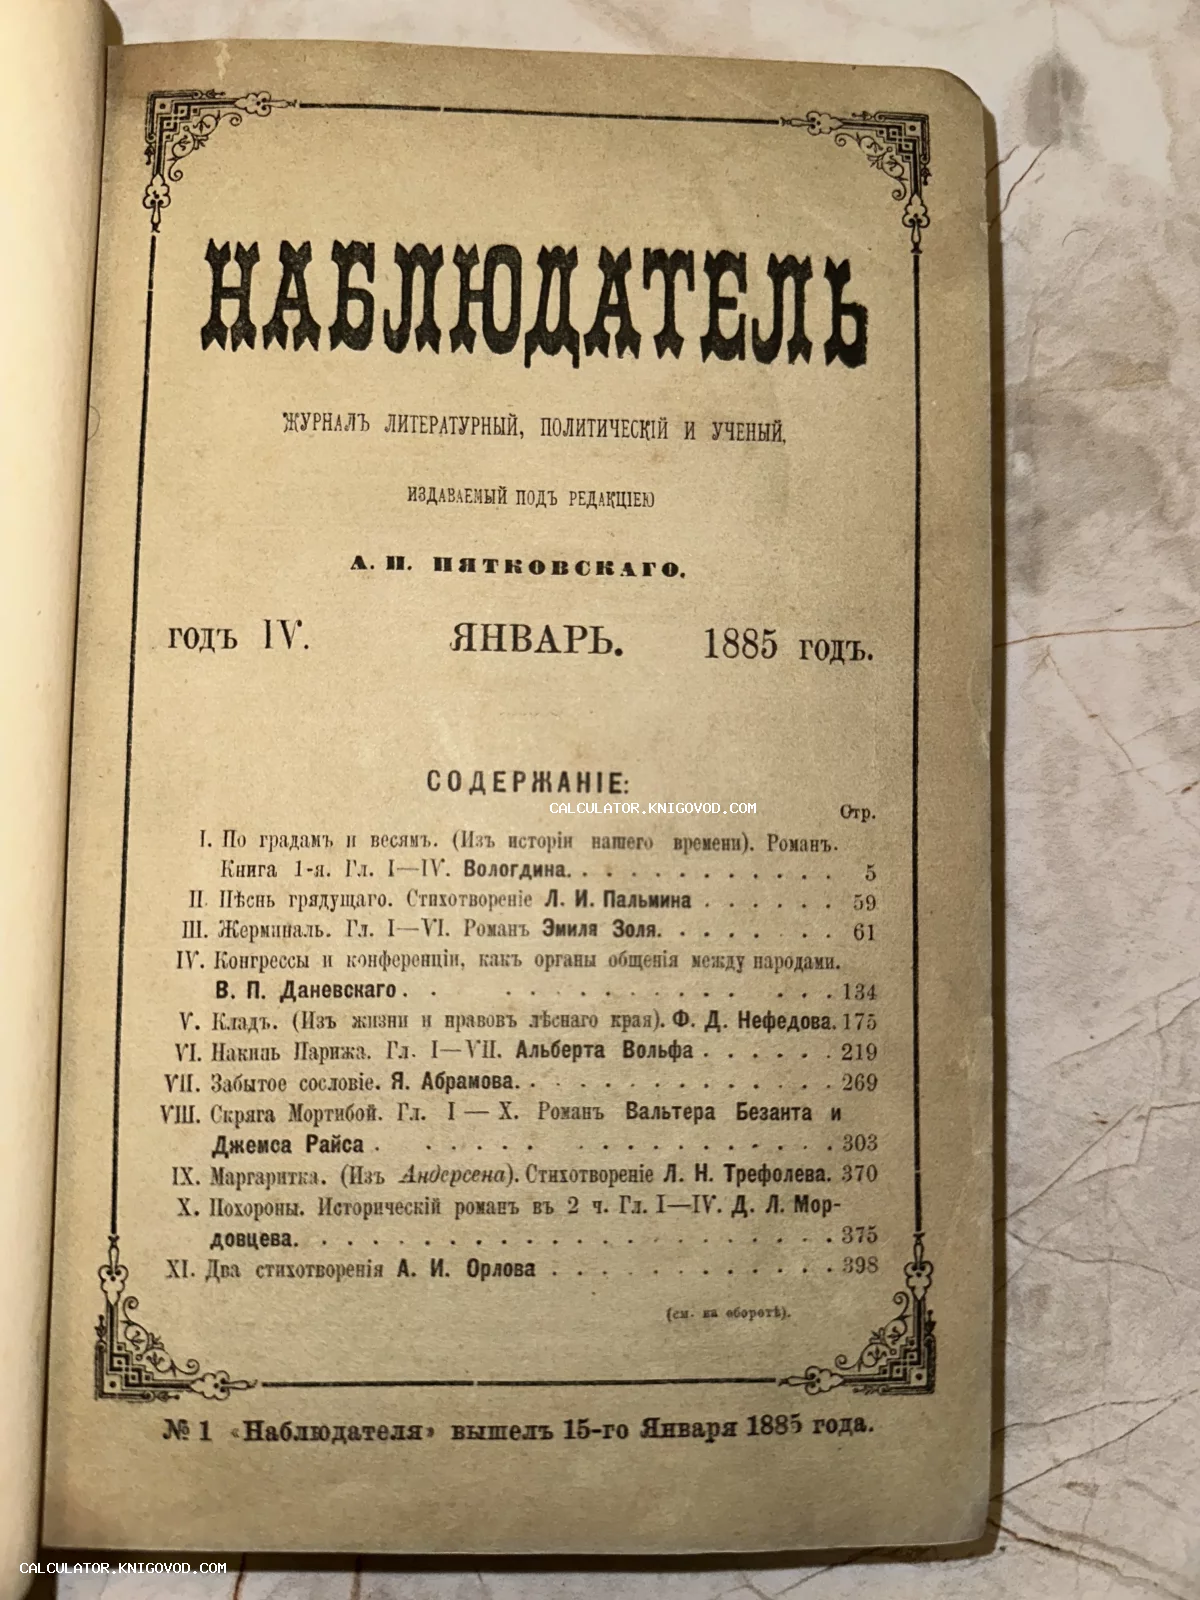 НАБЛЮДАТЕЛЬ
ЖУРНАЛЪ ЛИТЕРАТУРНЫЙ, ПОЛИТИЧЕСКІЙ И УЧЕНЫЙ,
ИЗДАВАЕМЫЙ ПОДЪ РЕДАКЦІЕЮ
А. П. ПЯТКОВСКАГО.
ГОДЪ IV. ЯНВАРЬ. 1885 ГОДЪ.
СОДЕРЖАНІЕ:
CALCULATOR.KNIGOVOD.COM
Стр.
I. По градамъ и весямъ. (Изъ исторіи нашего времени). Романъ.
Книга 1-я. Гл. I—IV. Вологдина. . . . . . . . . . . . 5
II. Пѣснь грядущаго. Стихотвореніе Л. И. Пальмина . . . . . . 59
III. Жерминаль. Гл. I—VI. Романъ Эмиля Золя. . . . . . . . 61
IV. Конгрессы и конференціи, какъ органы общенія между народами.
В. П. Даневскаго . . . . . . . . . . . . . . 134
V. Кладъ. (Изъ жизни и нравовъ лѣснаго края). Ф. Д. Нефедова. 175
VI. Накипь Парижа. Гл. I—VII. Альберта Вольфа . . . . . . 219
VII. Забытое сословіе. Я. Абрамова. . . . . . . . . . . . . 269
VIII. Скряга Мортибой. Гл. I — X. Романъ Вальтера Безанта и
Джемса Райса . . . . . . . . . . . . . . . 303
IX. Маргаритка. (Изъ Андерсена). Стихотвореніе Л. Н. Трефолева. 370
X. Похороны. Историческій романъ въ 2 ч. Гл. I—IV. Д. Л. Мор-
довцева. . . . . . . . . . . . . . . . . . . 375
XI. Два стихотворенія А. И. Орлова . . . . . . . . . . . . 398
(см. на оборотѣ).
№ 1 «Наблюдателя» вышелъ 15-го Января 1885 года.
CALCULATOR.KNIGOVOD.COM